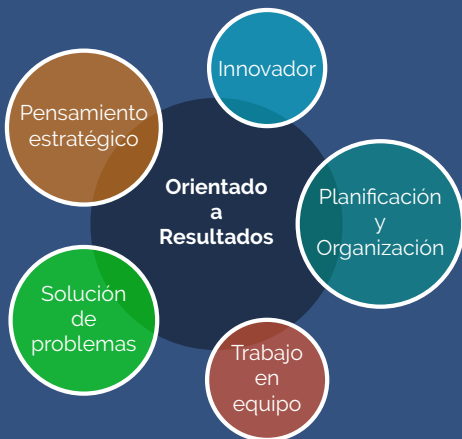 Innovador
Pensamiento
estratégico
Orientado
a
Resultados
Planificación
y
Organización
Solución
de
problemas
Trabajo
en
equipo